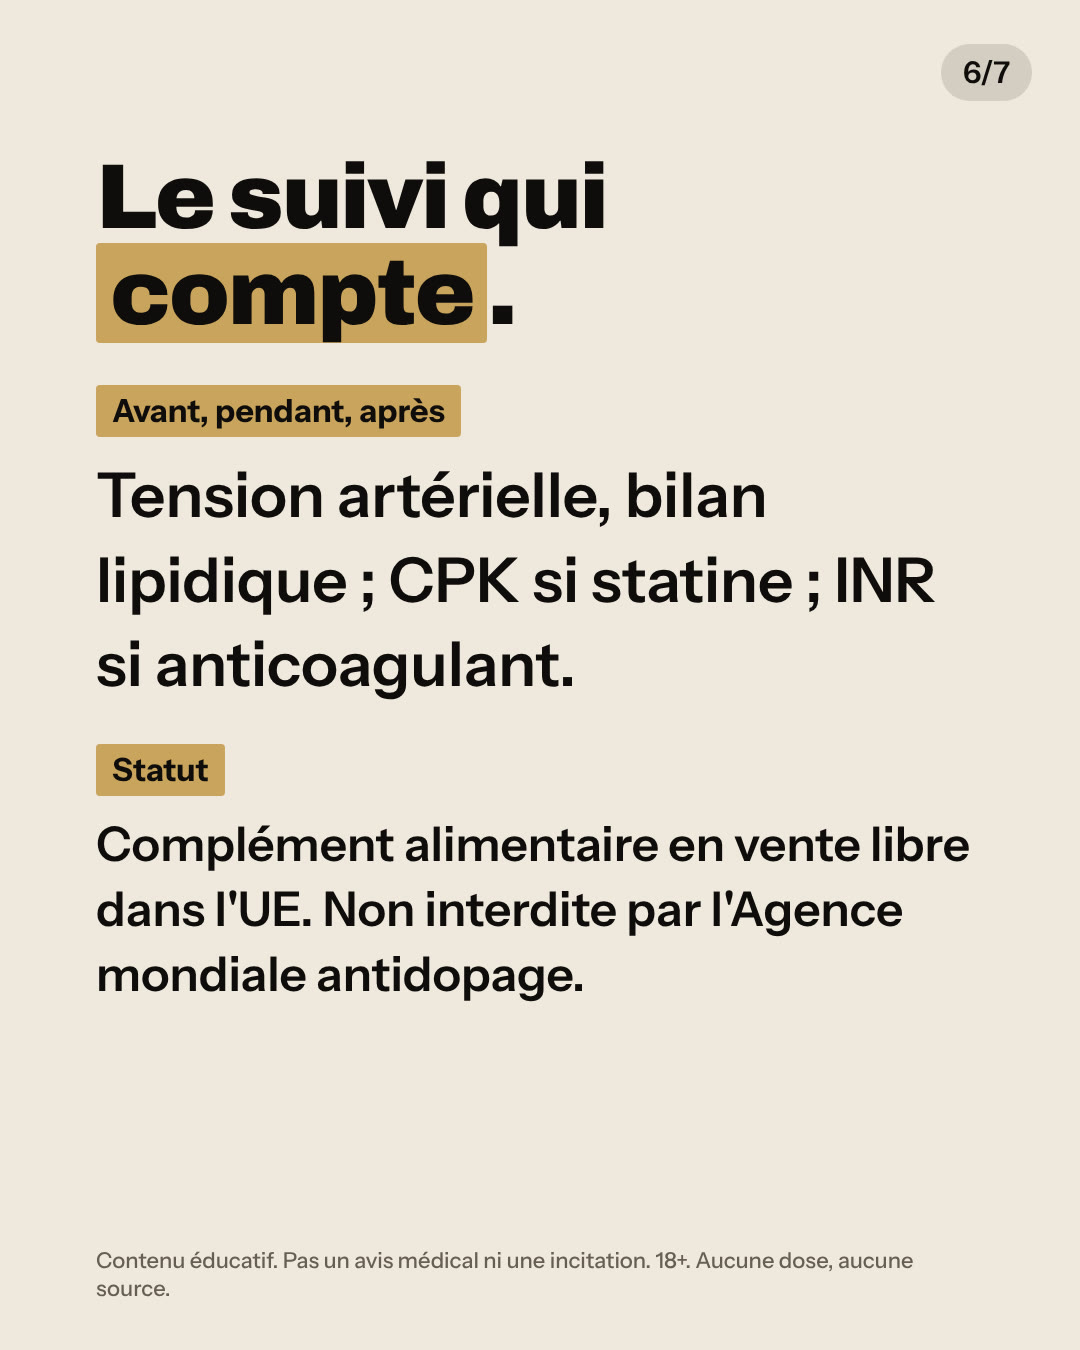 6/7
Le suivi qui
compte.
Avant, pendant, après
Tension artérielle, bilan
lipidique ; CPK si statine ; INR
si anticoagulant.
Statut
Complément alimentaire en vente libre
dans l'UE. Non interdite par l'Agence
mondiale antidopage.
Contenu éducatif. Pas un avis médical ni une incitation. 18+. Aucune dose, aucune
source.